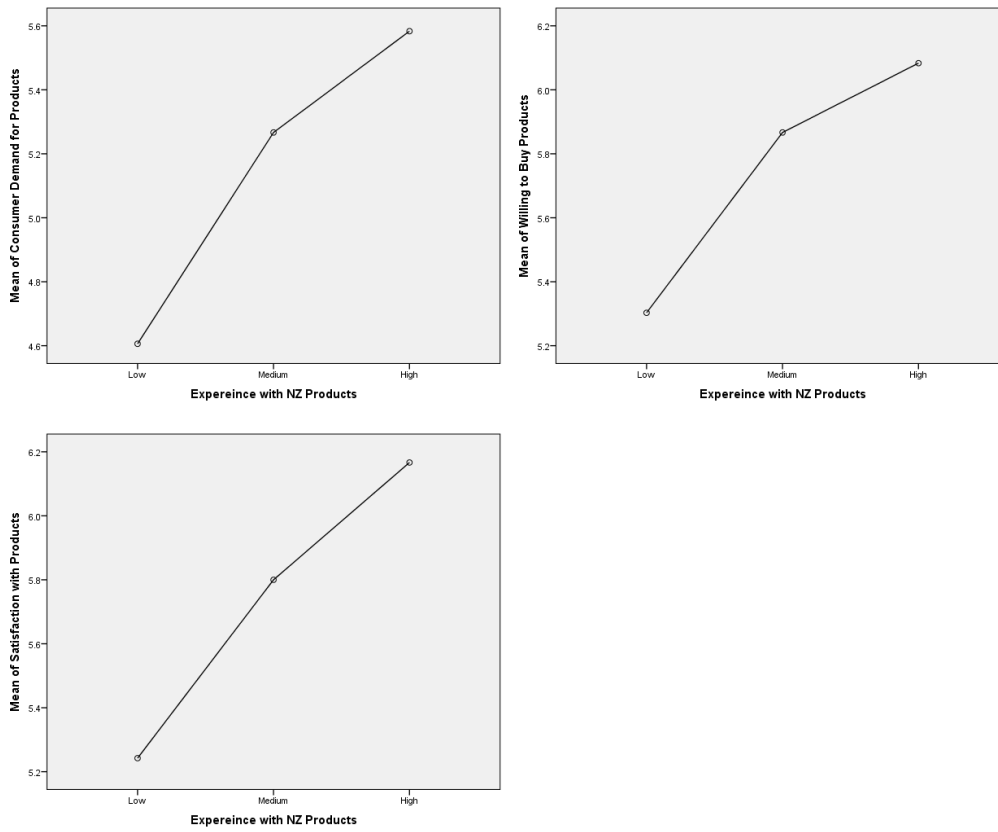 Mean of Consumer Demand for Products
5.6
5.4
5.2
5.0
4.8
4.6
Low
Medium
High
Expereince with NZ Products
Mean of Willing to Buy Products
6.2
6.0
5.8
5.6
5.4
5.2
Low
Medium
High
Expereince with NZ Products
Mean of Satisfaction with Products
6.2
6.0
5.8
5.6
5.4
5.2
Low
Medium
High
Expereince with NZ Products